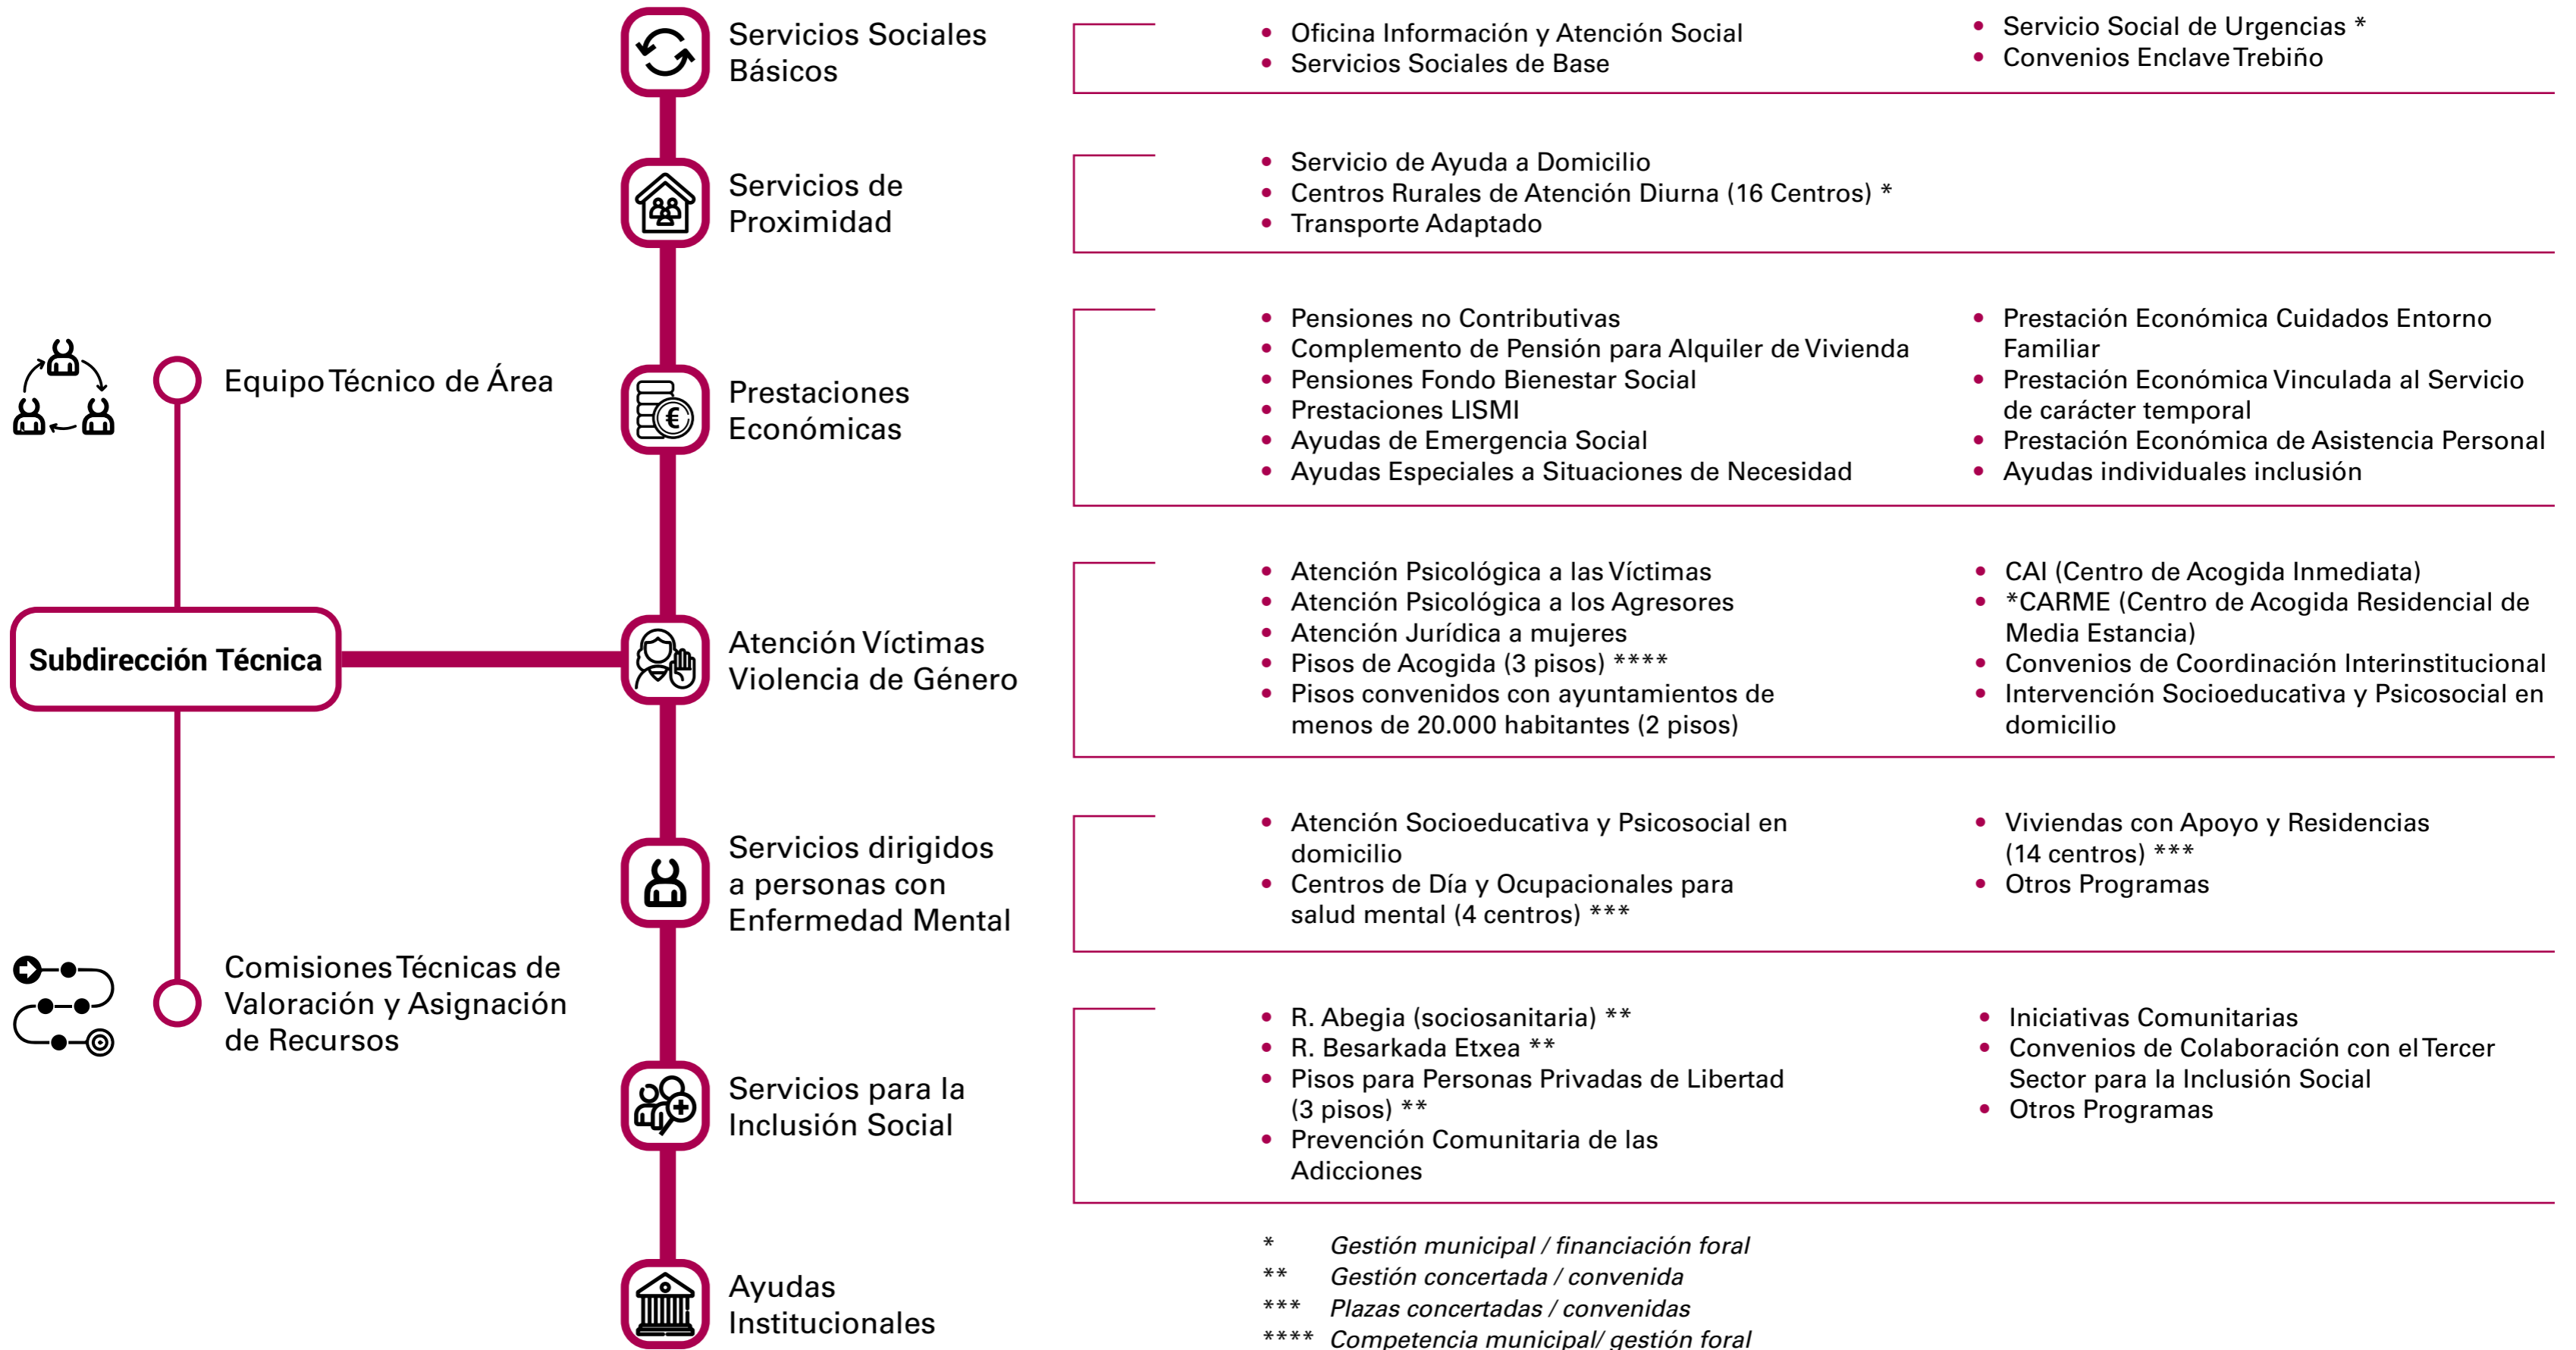 Equipo Técnico de Área
Subdirección Técnica
Comisiones Técnicas de
Valoración y Asignación
de Recursos
Servicios Sociales
Básicos
• Oficina Información y Atención Social
• Servicios Sociales de Base
• Servicio Social de Urgencias *
• Convenios Enclave Trebiño
Servicios de
Proximidad
• Servicio de Ayuda a Domicilio
• Centros Rurales de Atención Diurna (16 Centros) *
• Transporte Adaptado
Prestaciones
Económicas
• Pensiones no Contributivas
• Complemento de Pensión para Alquiler de Vivienda
• Pensiones Fondo Bienestar Social
• Prestaciones LISMI
• Ayudas de Emergencia Social
• Ayudas Especiales a Situaciones de Necesidad
• Prestación Económica Cuidados Entorno
Familiar
• Prestación Económica Vinculada al Servicio
de carácter temporal
• Prestación Económica de Asistencia Personal
• Ayudas individuales inclusión
Atención Víctimas
Violencia de Género
• Atención Psicológica a las Víctimas
• Atención Psicológica a los Agresores
• Atención Jurídica a mujeres
• Pisos de Acogida (3 pisos) ****
• Pisos convenidos con ayuntamientos de
menos de 20.000 habitantes (2 pisos)
• CAI (Centro de Acogida Inmediata)
• *CARME (Centro de Acogida Residencial de
Media Estancia)
• Convenios de Coordinación Interinstitucional
• Intervención Socioeducativa y Psicosocial en
domicilio
Servicios dirigidos
a personas con
Enfermedad Mental
• Atención Socioeducativa y Psicosocial en
domicilio
• Centros de Día y Ocupacionales para
salud mental (4 centros) ***
• Viviendas con Apoyo y Residencias
(14 centros) ***
• Otros Programas
Servicios para la
Inclusión Social
• R. Abegia (sociosanitaria) **
• R. Besarkada Etxea **
• Pisos para Personas Privadas de Libertad
(3 pisos) **
• Prevención Comunitaria de las
Adicciones
• Iniciativas Comunitarias
• Convenios de Colaboración con el Tercer
Sector para la Inclusión Social
• Otros Programas
Ayudas
Institucionales
* Gestión municipal / financiación foral
** Gestión concertada / convenida
*** Plazas concertadas / convenidas
**** Competencia municipal/ gestión foral